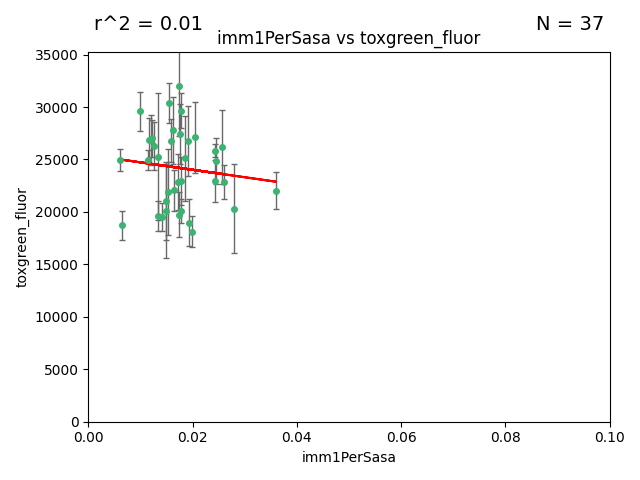 r^2 = 0.01
N = 37
imm1PerSasa vs toxgreen_fluor
35000
30000
25000
20000
15000
10000
5000
0
toxgreen_fluor
0.00
0.02
0.04
0.06
0.08
0.10
imm1PerSasa